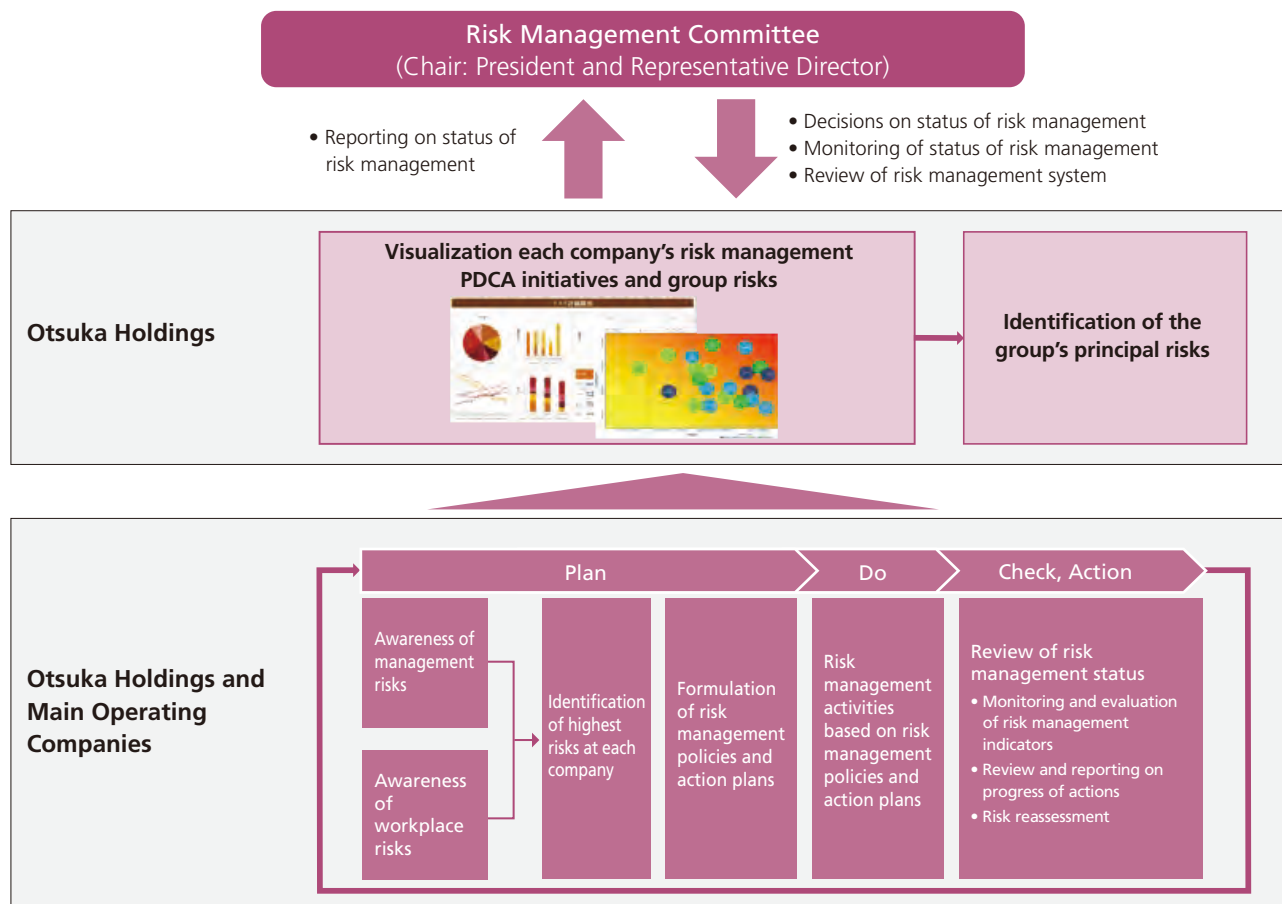 Risk Management Committee
(Chair: President and Representative Director)
• Reporting on status of
risk management
• Decisions on status of risk management
• Monitoring of status of risk management
• Review of risk management system
Otsuka Holdings
Visualization each company's risk management
PDCA initiatives and group risks
Identification of the
group's principal risks
Otsuka Holdings and
Main Operating
Companies
Plan
Do
Check, Action
Awareness of
management
risks
Awareness
of
workplace
risks
Identification
of highest
risks at each
company
Formulation
of risk
management
policies and
action plans
Risk
management
activities
based on risk
management
policies and
action plans
Review of risk
management status
• Monitoring and evaluation
of risk management
indicators
• Review and reporting on
progress of actions
• Risk reassessment